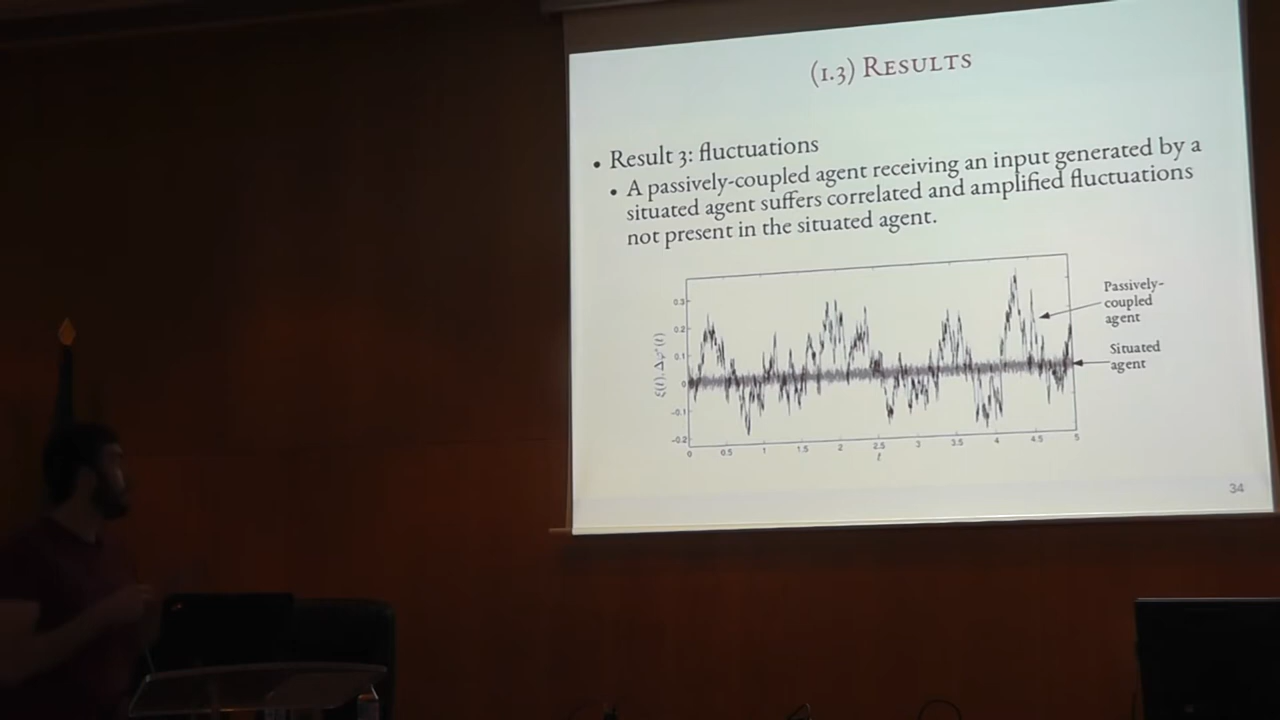 (1.3) Results
• Result 3: fluctuations
• A passively-coupled agent receiving an input generated by a
situated agent suffers correlated and amplified fluctuations
not present in the situated agent.
Passively-
coupled
agent
Situated
agent
0.3
0.2
0.1
0
-0.1
-0.2
0 0.5 1 1.5 2 2.5 3 3.5 4 4.5 5
t
34